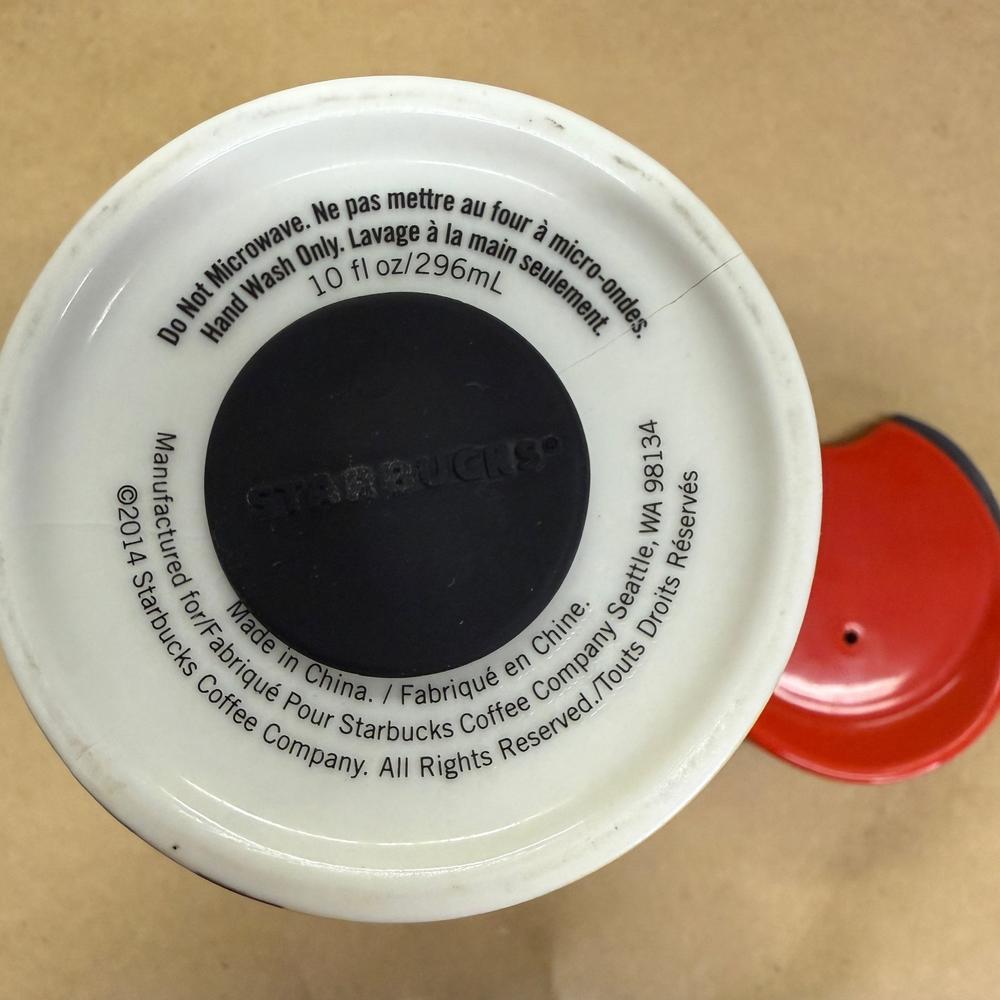 Do Not Microwave. Ne pas mettre au four à micro-ondes.
Hand Wash Only. Lavage à la main seulement.
10 fl oz/296mL
STARBUCKS®
Made in China. / Fabriqué en Chine.
Manufactured for/Fabriqué Pour Starbucks Coffee Company Seattle, WA 98134
©2014 Starbucks Coffee Company. All Rights Reserved./Touts Droits Réservés